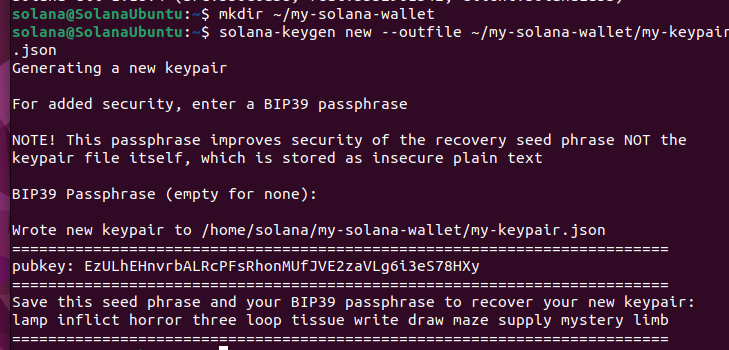 solana@SolanaUbuntu:~$ mkdir ~/my-solana-wallet
solana@SolanaUbuntu:~$ solana-keygen new --outfile ~/my-solana-wallet/my-keypair
.json
Generating a new keypair
For added security, enter a BIP39 passphrase
NOTE! This passphrase improves security of the recovery seed phrase NOT the
keypair file itself, which is stored as insecure plain text
BIP39 Passphrase (empty for none):
Wrote new keypair to /home/solana/my-solana-wallet/my-keypair.json
=========================================================================
pubkey: EzULhEHnvrbALRcPFsRhonMUfJVE2zaVLg6i3eS78HXy
=========================================================================
Save this seed phrase and your BIP39 passphrase to recover your new keypair:
lamp inflict horror three loop tissue write draw maze supply mystery limb
=========================================================================